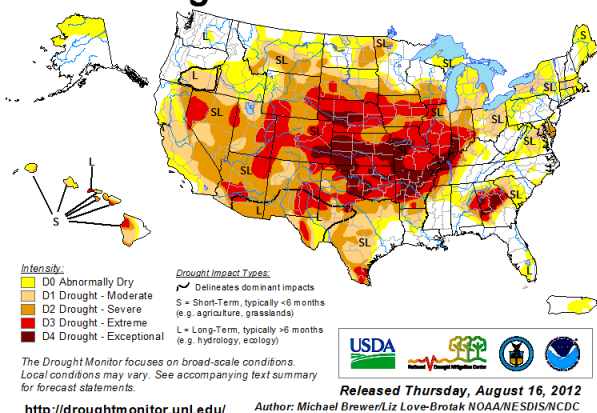 L
SL
SL
SL
S
L
SL
SL
SL
SL
SL
SL
L
L
SL
L
L
S
Intensity:
D0 Abnormally Dry
D1 Drought - Moderate
D2 Drought - Severe
D3 Drought - Extreme
D4 Drought - Exceptional
Drought Impact Types:
Delineates dominant impacts
S = Short-Term, typically <6 months
(e.g. agriculture, grasslands)
L = Long-Term, typically >6 months
(e.g. hydrology, ecology)
USDA
National Drought Mitigation Center
The Drought Monitor focuses on broad-scale conditions.
Local conditions may vary. See accompanying text summary
for forecast statements.
http://droughtmonitor.unl.edu/
Released Thursday, August 16, 2012
Author: Michael Brewer/Liz Love-Brotak NOAA/NESDIS/NCDC